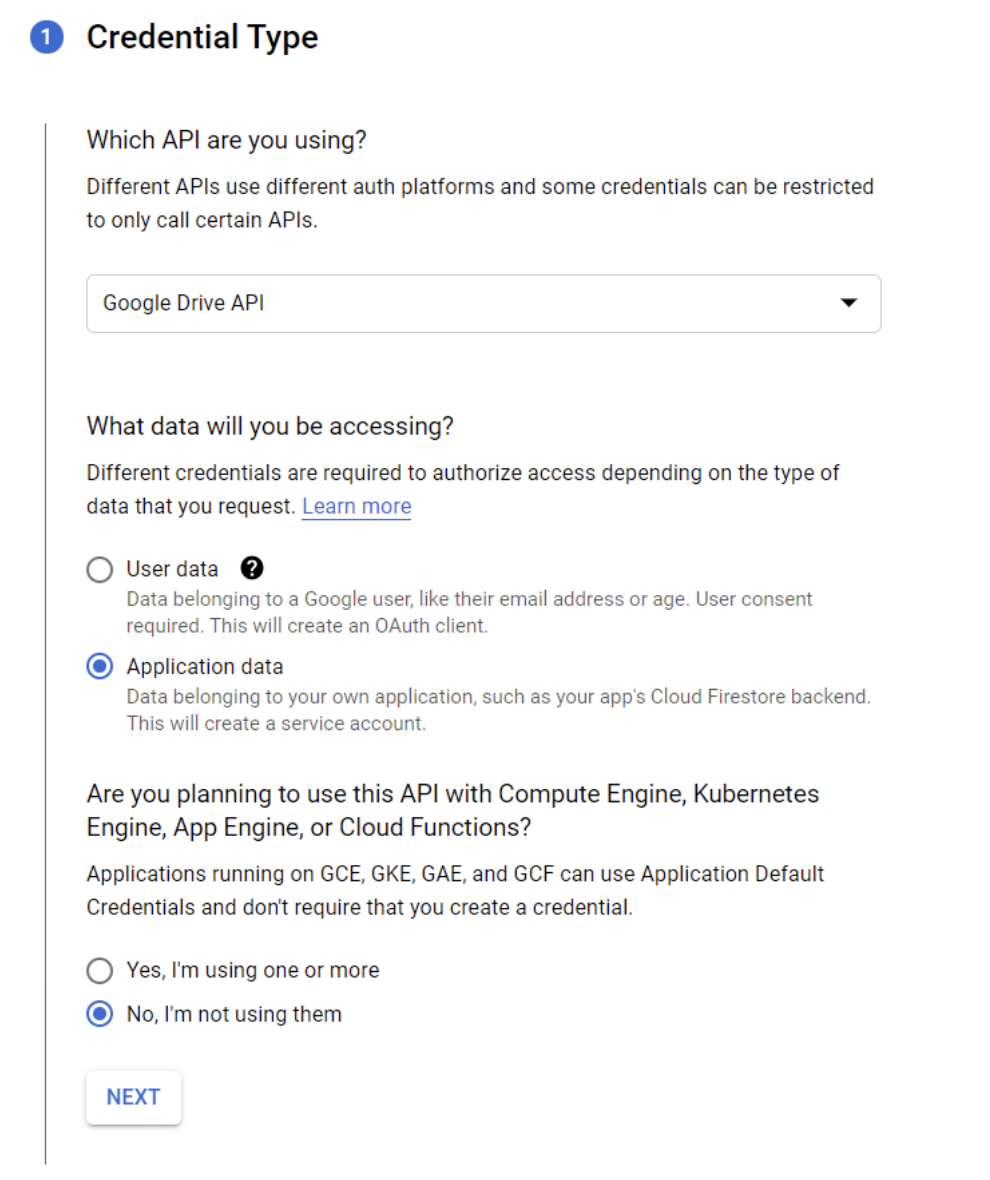 1 Credential Type
Which API are you using?
Different APIs use different auth platforms and some credentials can be restricted
to only call certain APIs.
Google Drive API
What data will you be accessing?
Different credentials are required to authorize access depending on the type of
data that you request. Learn more
User data ?
Data belonging to a Google user, like their email address or age. User consent
required. This will create an OAuth client.
Application data
Data belonging to your own application, such as your app's Cloud Firestore backend.
This will create a service account.
Are you planning to use this API with Compute Engine, Kubernetes
Engine, App Engine, or Cloud Functions?
Applications running on GCE, GKE, GAE, and GCF can use Application Default
Credentials and don't require that you create a credential.
Yes, I'm using one or more
No, I'm not using them
NEXT